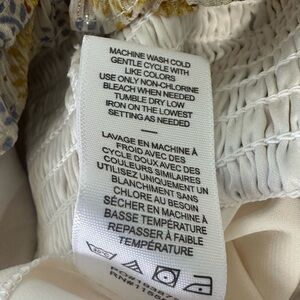 MACHINE WASH COLD
GENTLE CYCLE WITH
LIKE COLORS
USE ONLY NON-CHLORINE
BLEACH WHEN NEEDED
TUMBLE DRY LOW
IRON ON THE LOWEST
SETTING AS NEEDED
—
LAVAGE EN MACHINE À
FROID AVEC DES
CYCLE DOUX AVEC DES
COULEURS SIMILAIRES
UTILISEZ UNIQUEMENT UN
BLANCHIMENT SANS
CHLORE AU BESOIN
SÉCHER EN MACHINE À
BASSE TEMPÉRATURE
REPASSER À FAIBLE
TEMPÉRATURE